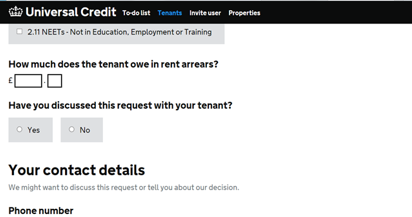 Universal Credit To-do list Tenants Invite user Properties
2.11 NEETs - Not in Education, Employment or Training
How much does the tenant owe in rent arrears?
£ .
Have you discussed this request with your tenant?
Yes No
Your contact details
We might want to discuss this request or tell you about our decision.
Phone number